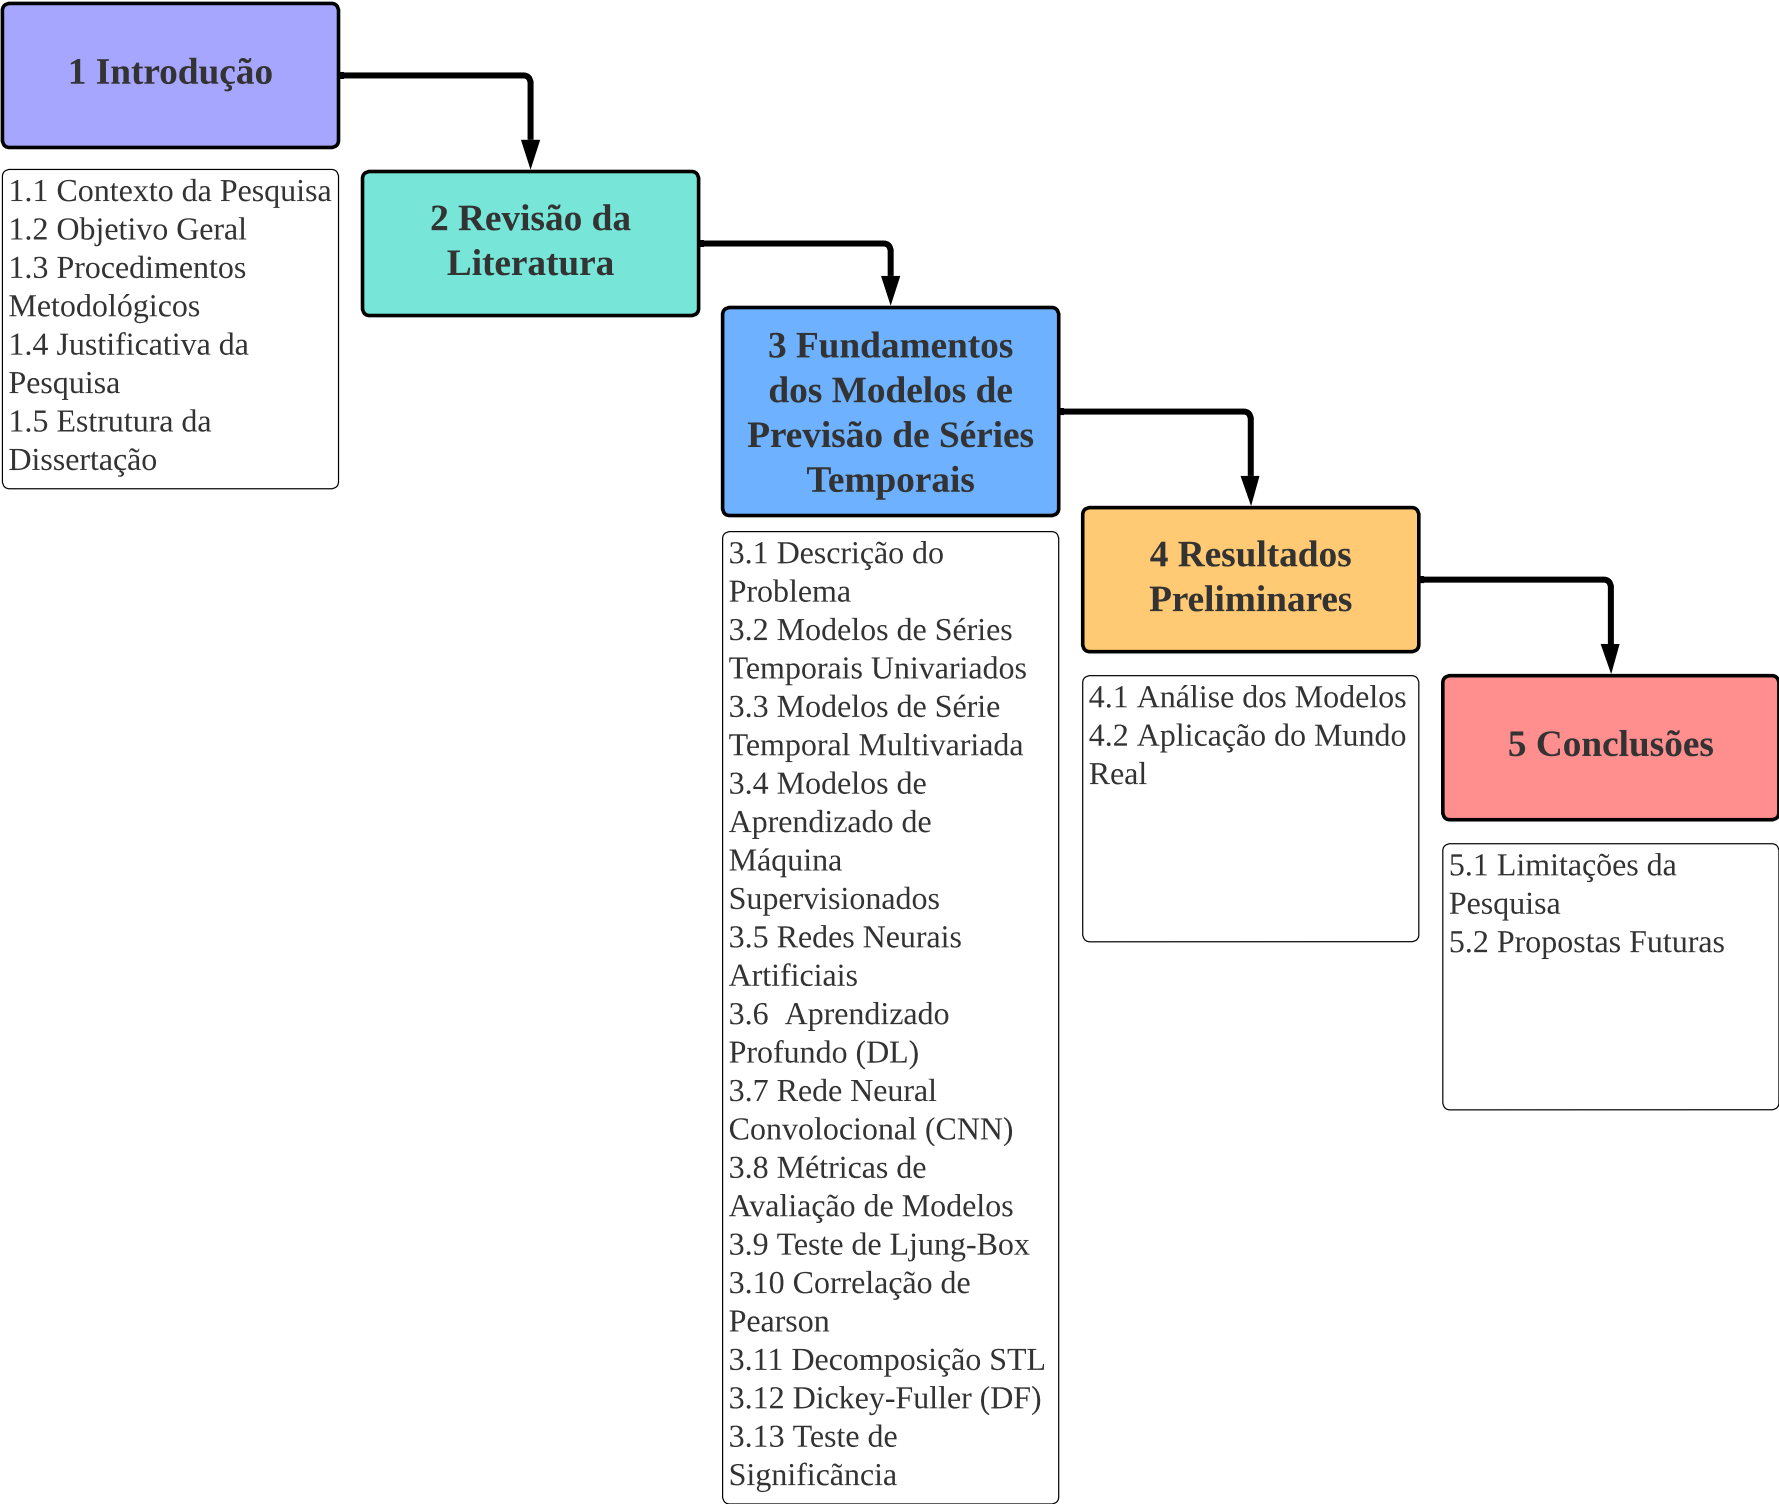 1 Introdução
1.1 Contexto da Pesquisa
1.2 Objetivo Geral
1.3 Procedimentos
Metodológicos
1.4 Justificativa da
Pesquisa
1.5 Estrutura da
Dissertação
2 Revisão da
Literatura
3 Fundamentos
dos Modelos de
Previsão de Séries
Temporais
3.1 Descrição do
Problema
3.2 Modelos de Séries
Temporais Univariados
3.3 Modelos de Série
Temporal Multivariada
3.4 Modelos de
Aprendizado de
Máquina
Supervisionados
3.5 Redes Neurais
Artificiais
3.6  Aprendizado
Profundo (DL)
3.7 Rede Neural
Convolocional (CNN)
3.8 Métricas de
Avaliação de Modelos
3.9 Teste de Ljung-Box
3.10 Correlação de
Pearson
3.11 Decomposição STL
3.12 Dickey-Fuller (DF)
3.13 Teste de
Significãncia
4 Resultados
Preliminares
4.1 Análise dos Modelos
4.2 Aplicação do Mundo
Real
5 Conclusões
5.1 Limitações da
Pesquisa
5.2 Propostas Futuras